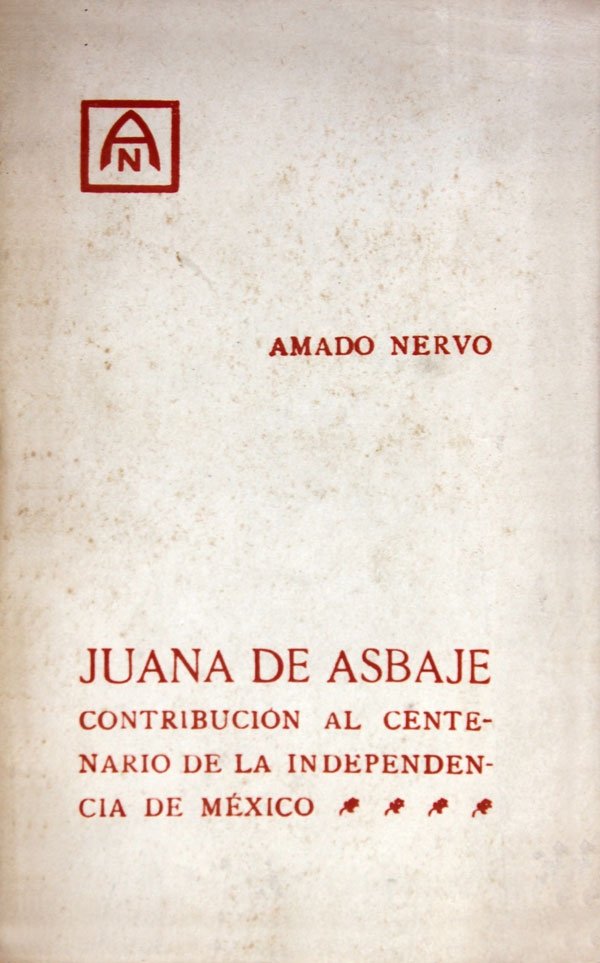 AN
AMADO NERVO
JUANA DE ASBAJE
CONTRIBUCIÓN AL CENTE-
NARIO DE LA INDEPENDEN-
CIA DE MÉXICO